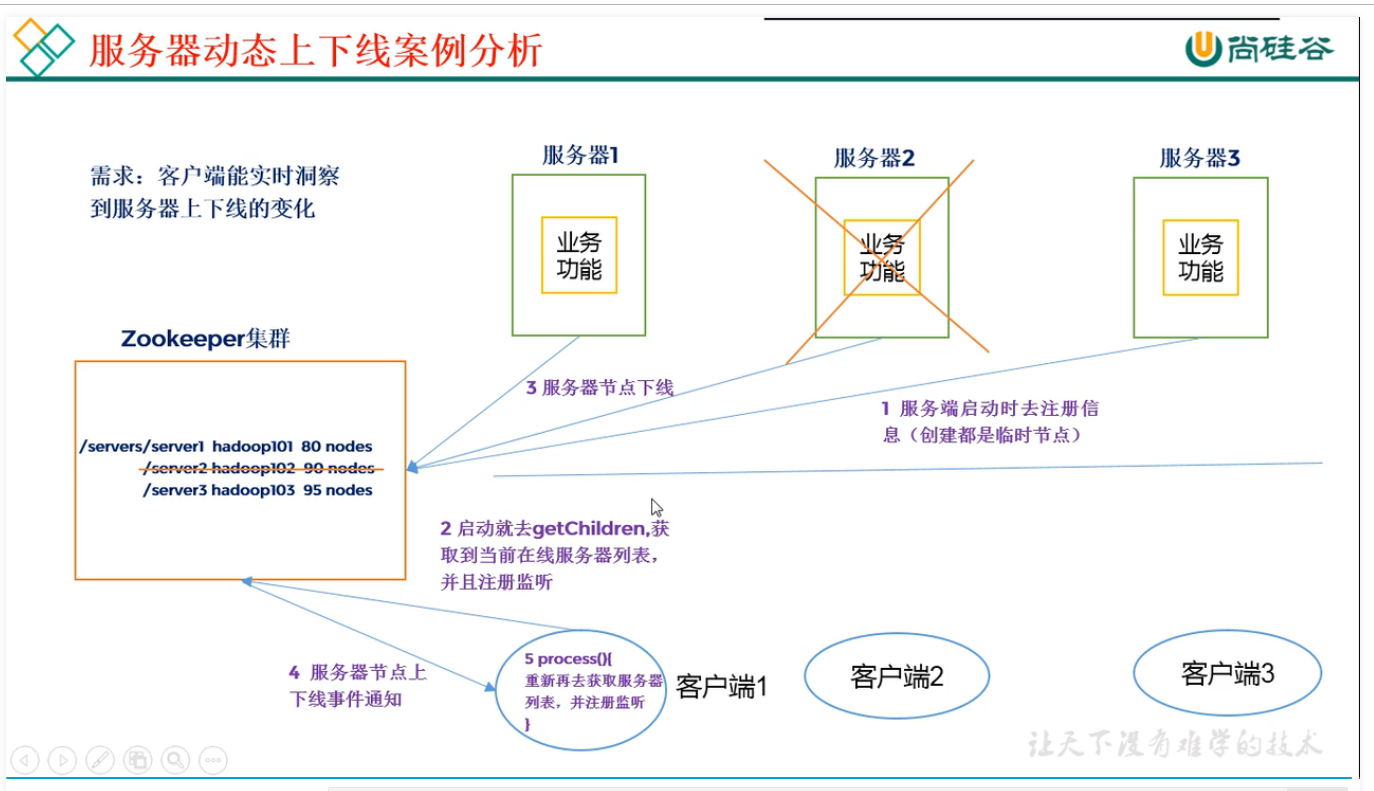 服务器动态上下线案例分析
尚硅谷
需求：客户端能实时洞察
到服务器上下线的变化
服务器1
服务器2
服务器3
业务
功能
业务
功能
业务
功能
Zookeeper集群
/servers/server1 hadoop101 80 nodes
/server2 hadoop102 90 nodes
/server3 hadoop103 95 nodes
3 服务器节点下线
1 服务端启动时去注册信
息（创建都是临时节点）
2 启动就去getChildren,获
取到当前在线服务器列表，
并且注册监听
4 服务器节点上
下线事件通知
5 process(){
重新再去获取服务器
列表，并注册监听
}
客户端1
客户端2
客户端3
让天下没有难学的技术